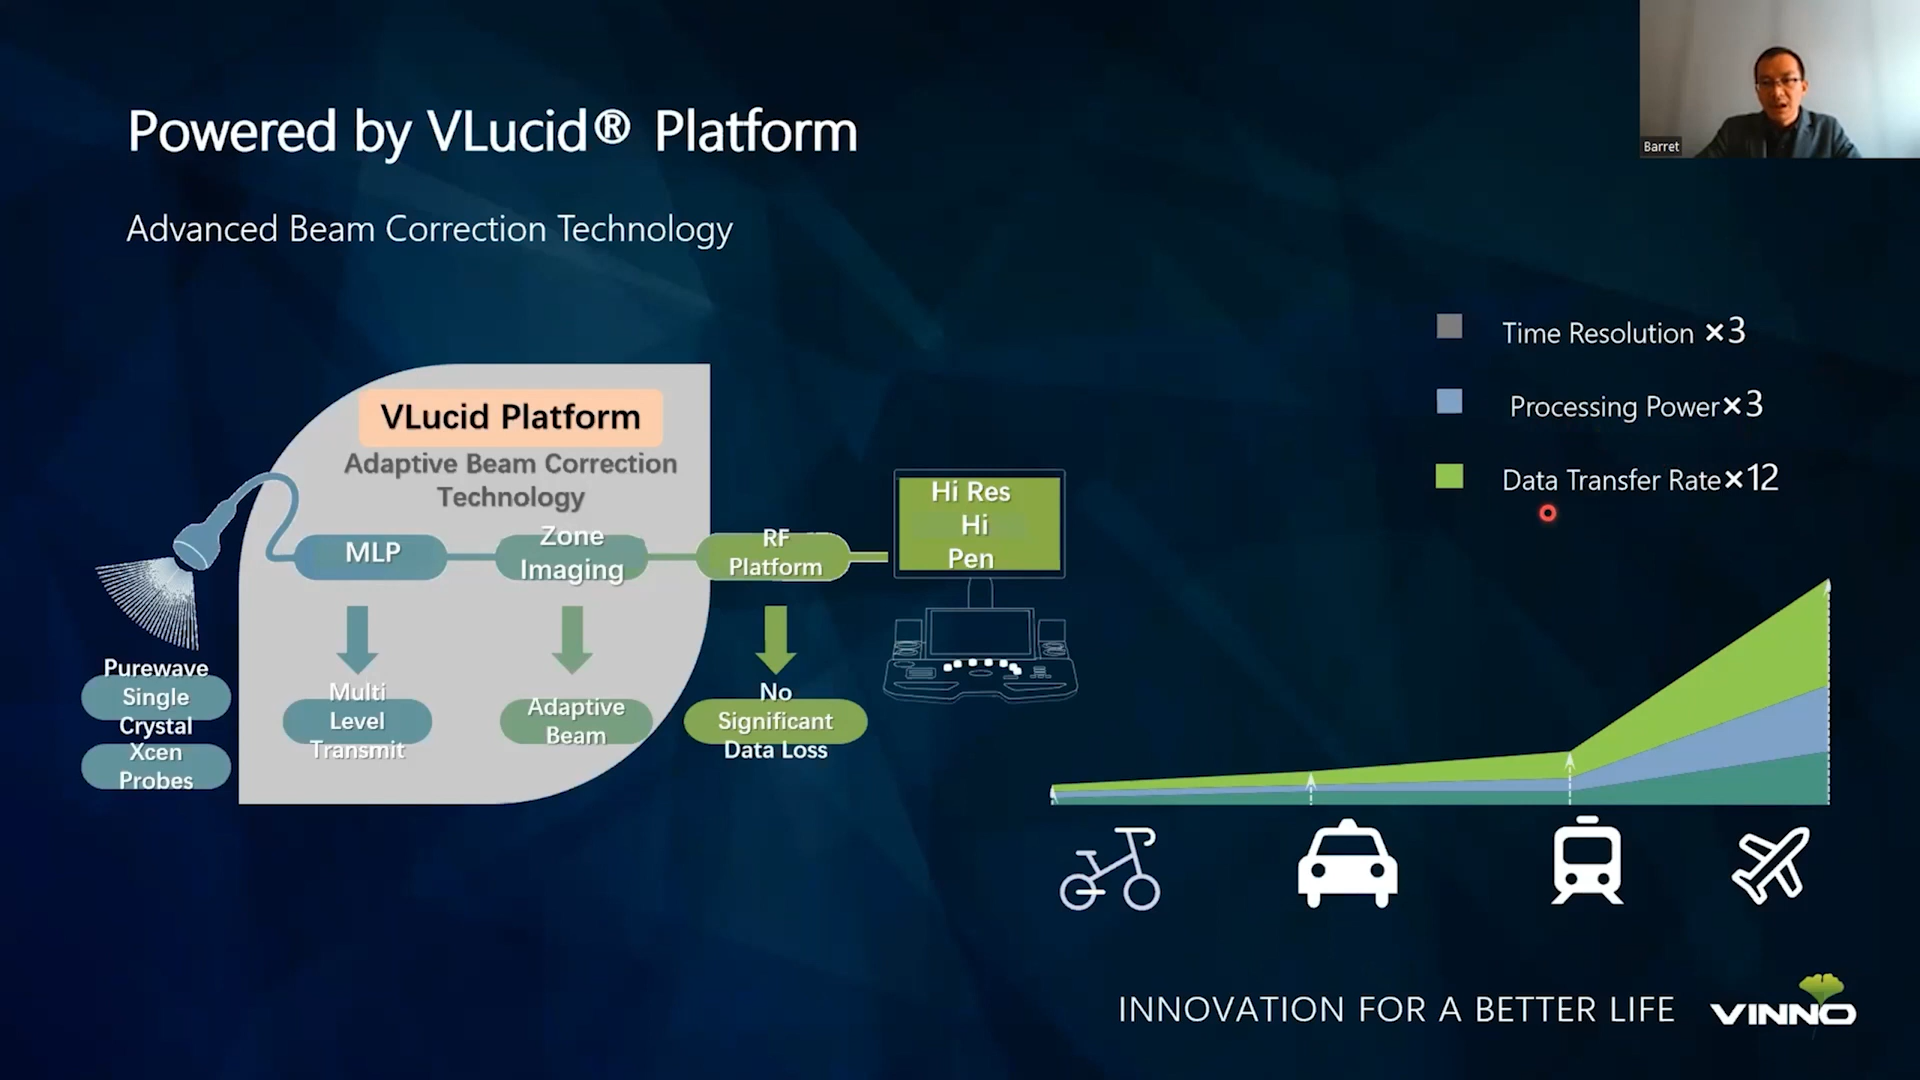 Barret
Powered by VLucid® Platform
Advanced Beam Correction Technology
Time Resolution ×3
Processing Power×3
Data Transfer Rate×12
VLucid Platform
Adaptive Beam Correction
Technology
MLP
Zone
Imaging
RF
Platform
Hi Res
Hi
Pen
Purewave
Single
Crystal
Xcen
Probes
Multi
Level
Transmit
Adaptive
Beam
No
Significant
Data Loss
INNOVATION FOR A BETTER LIFE
VINNO